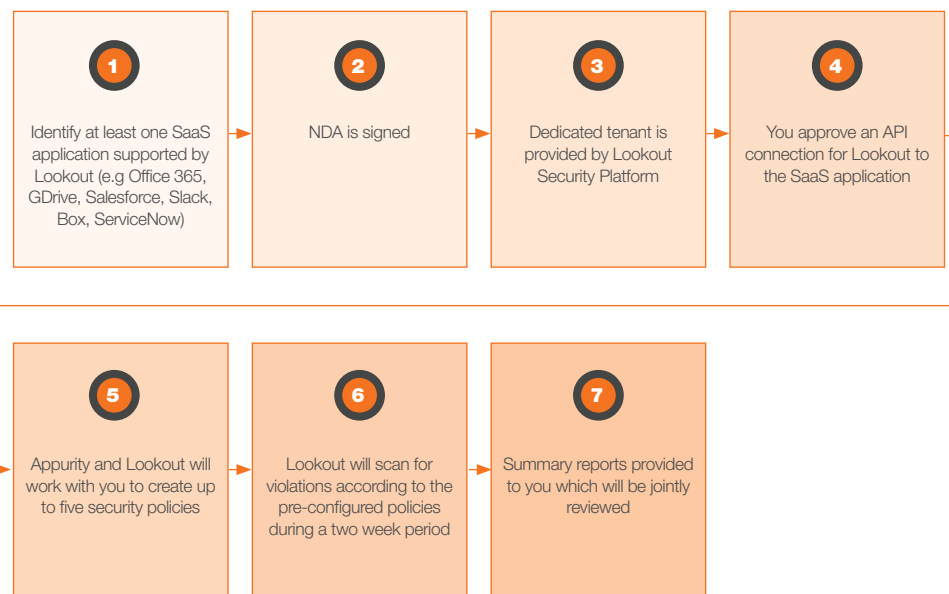 1
Identify at least one SaaS
application supported by
Lookout (e.g Office 365,
GDrive, Salesforce, Slack,
Box, ServiceNow)
2
NDA is signed
3
Dedicated tenant is
provided by Lookout
Security Platform
4
You approve an API
connection for Lookout to
the SaaS application
5
Appurity and Lookout will
work with you to create up
to five security policies
6
Lookout will scan for
violations according to the
pre-configured policies
during a two week period
7
Summary reports provided
to you which will be jointly
reviewed